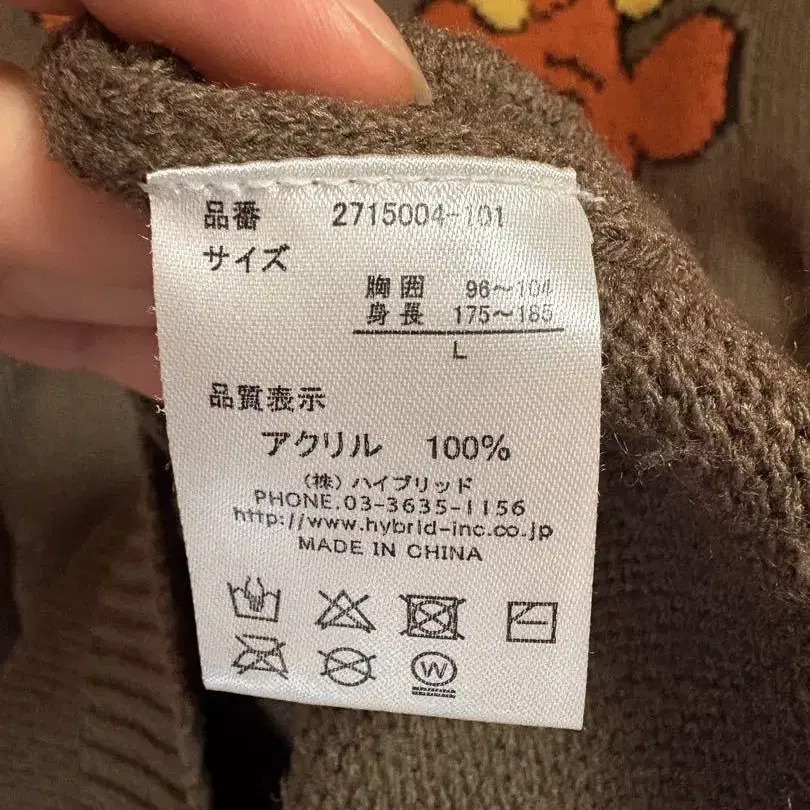 品番 2715004-101
サイズ
胸囲 96～104
身長 175～185
L
品質表示
アクリル 100%
(株)ハイブリッド
PHONE.03-3635-1156
http://www.hybrid-inc.co.jp
MADE IN CHINA
W